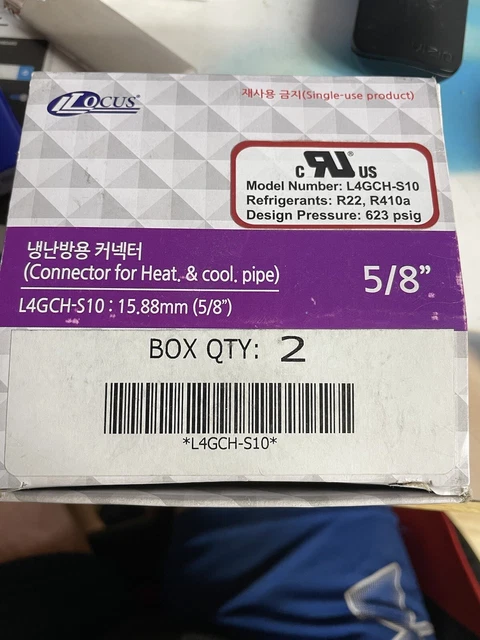 LOCUS®
재사용 금지(Single-use product)
c RU® US
Model Number: L4GCH-S10
Refrigerants: R22, R410a
Design Pressure: 623 psig
냉난방용 커넥터
(Connector for Heat. & cool. pipe)
5/8”
L4GCH-S10 : 15.88mm (5/8”)
BOX QTY: 2
*L4GCH-S10*